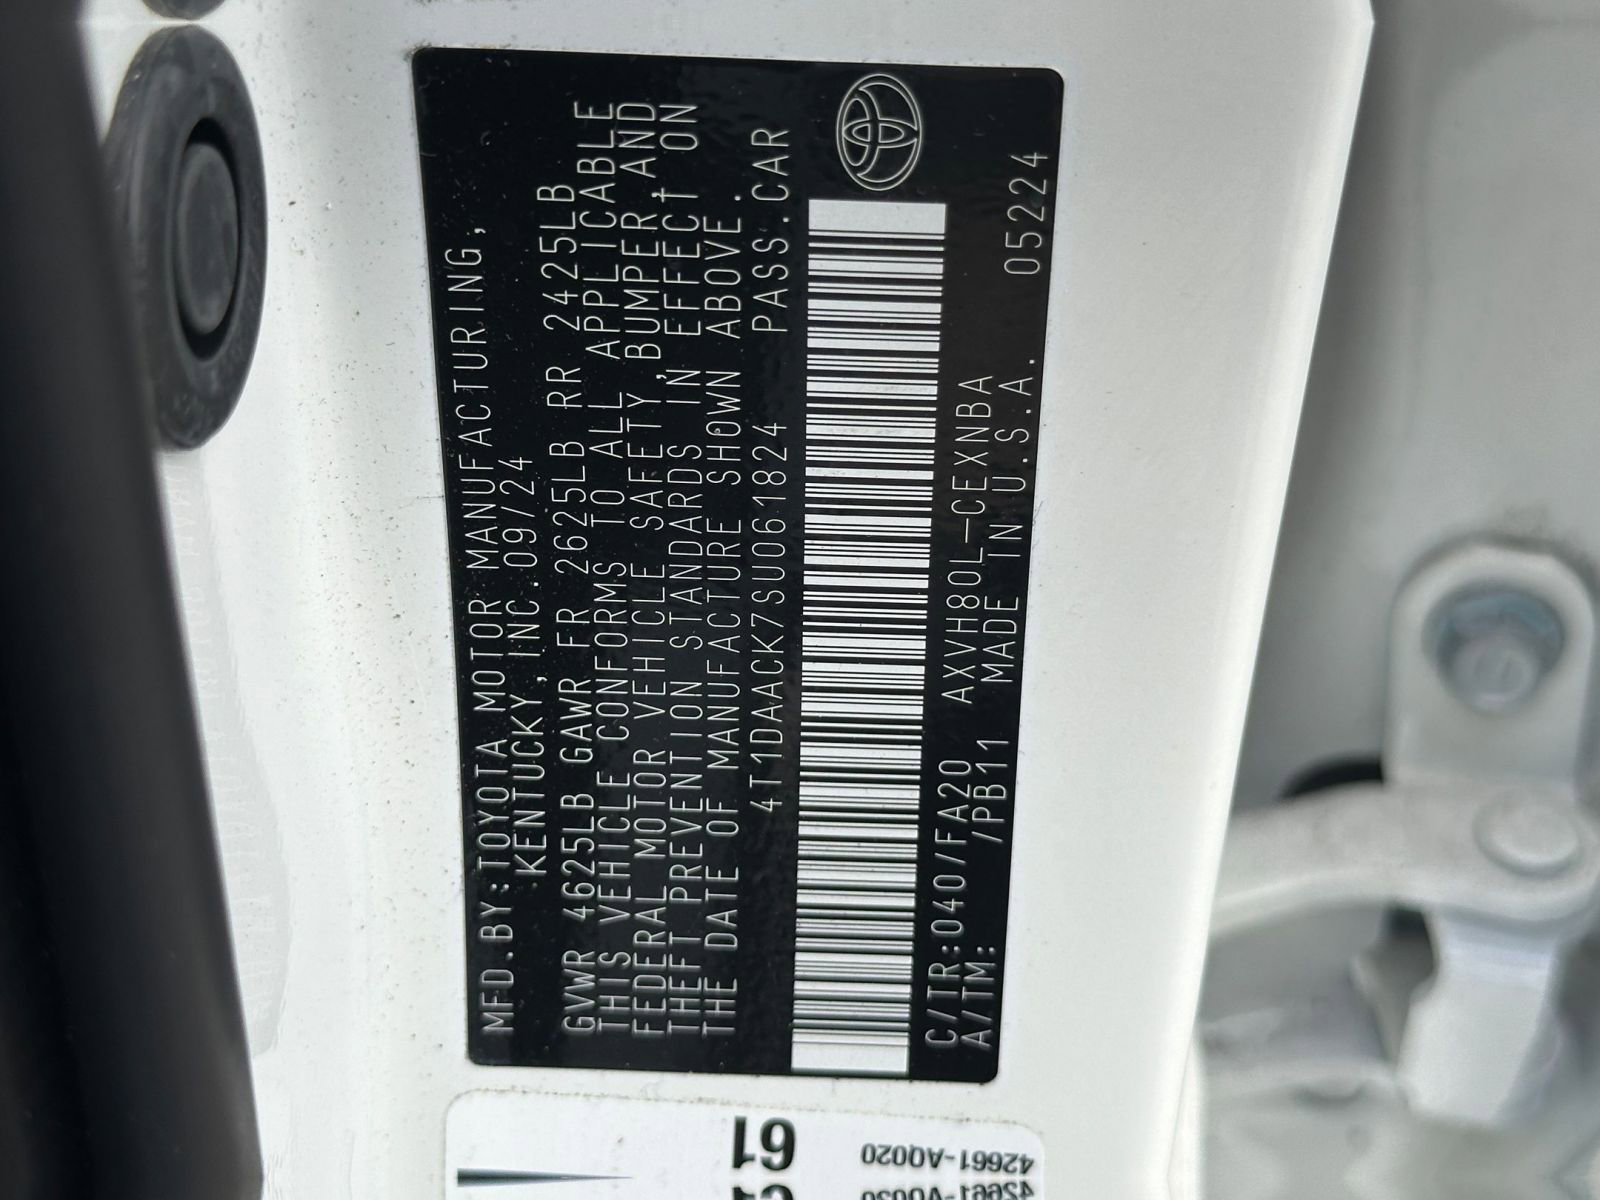 MFD.BY:TOYOTA MOTOR MANUFACTURING,
KENTUCKY, INC. 09/24
GVWR 4625LB GAWR FR 2625LB RR 2425LB
THIS VEHICLE CONFORMS TO ALL APPLICABLE
FEDERAL MOTOR VEHICLE SAFETY,BUMPER,AND
THEFT PREVENTION STANDARDS IN EFFECT ON
THE DATE OF MANUFACTURE SHOWN ABOVE.
4T1DAACK7SU061824 PASS.CAR
C/TR:040/FA20 AXVH80L-CEXNBA
A/TM: /PB11 MADE IN U.S.A. 05224
61
42661-AQ020